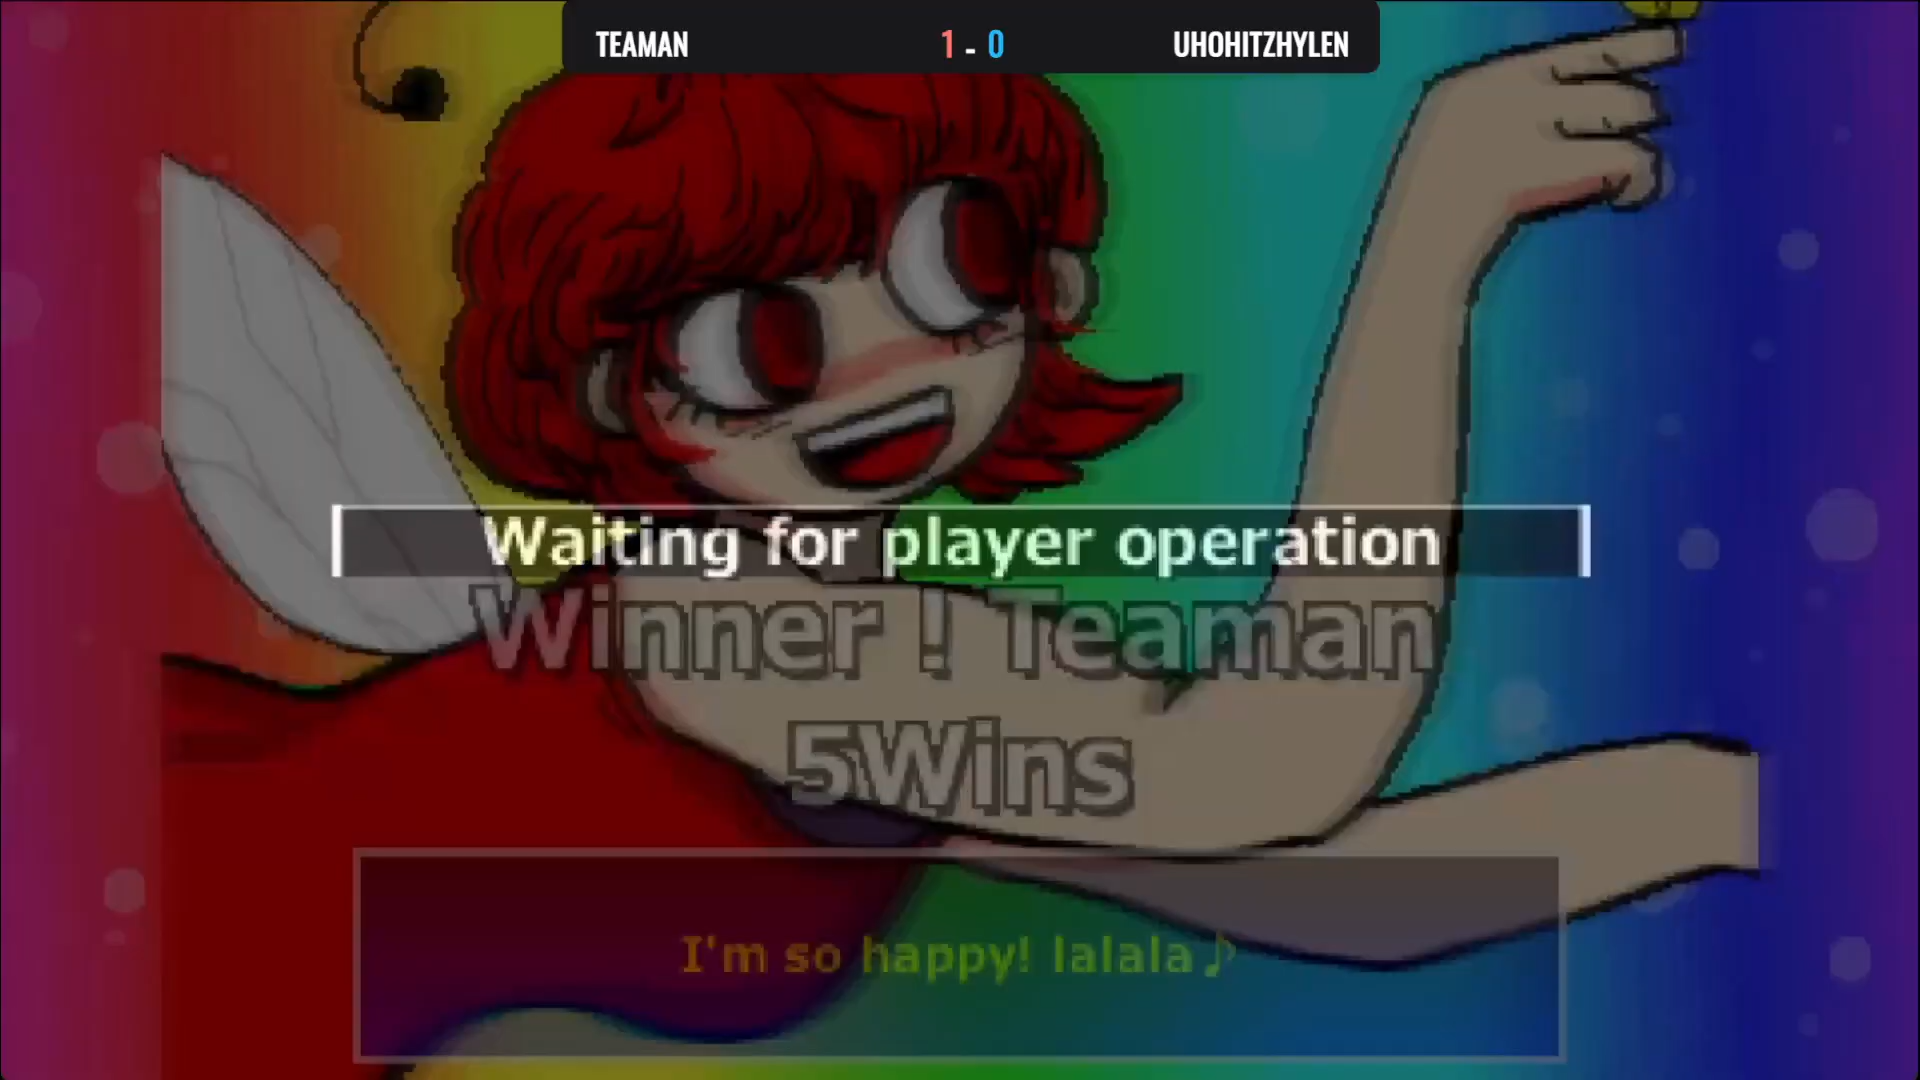 TEAMAN 1 - 0 UHOHITZHYLEN
Waiting for player operation
Winner ! Teaman
5Wins
I'm so happy! lalala♪